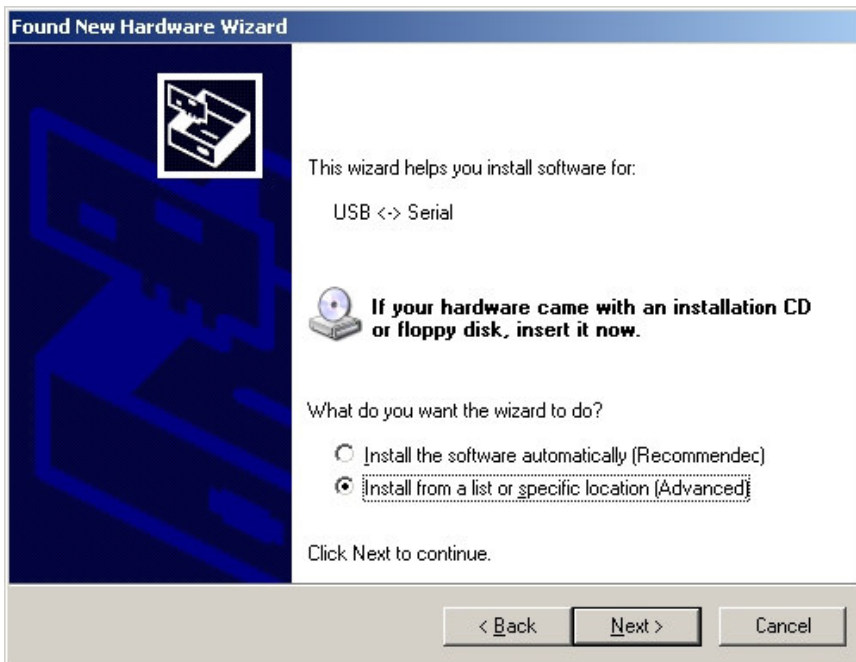 Found New Hardware Wizard
This wizard helps you install software for:
USB <-> Serial
If your hardware came with an installation CD
or floppy disk, insert it now.
What do you want the wizard to do?
Install the software automatically (Recommendec)
Install from a list or specific location (Advanced)
Click Next to continue.
< Back
Next >
Cancel